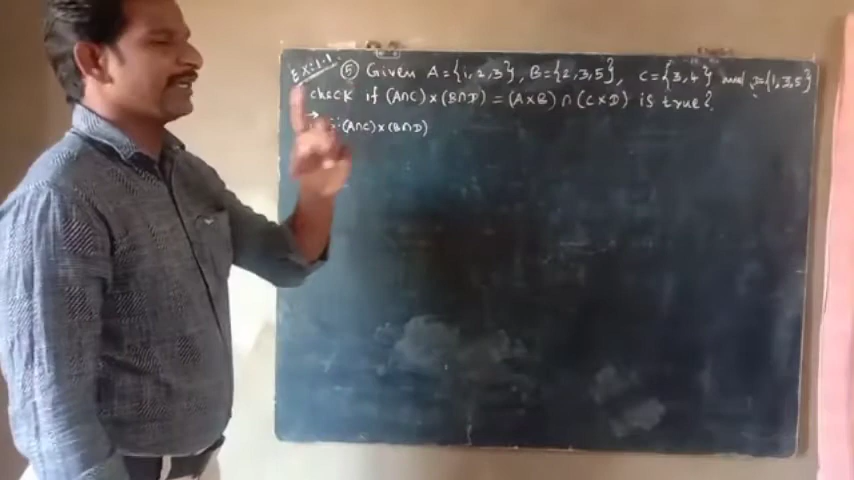 Ex: 1.1 ⑤ Given A = {1, 2, 3}, B = {2, 3, 5}, C = {3, 4} and D = {1, 3, 5}
check if (A∩C) × (B∩D) = (A×B) ∩ (C×D) is true?
→ (A∩C) × (B∩D)